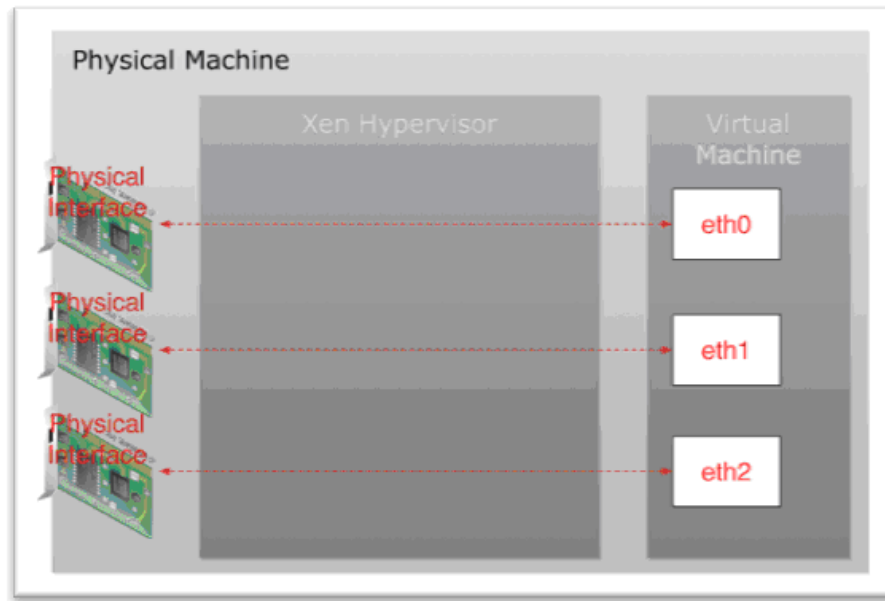 Physical Machine
Xen Hypervisor
Virtual
Machine
Physical
Interface
eth0
Physical
Interface
eth1
Physical
Interface
eth2